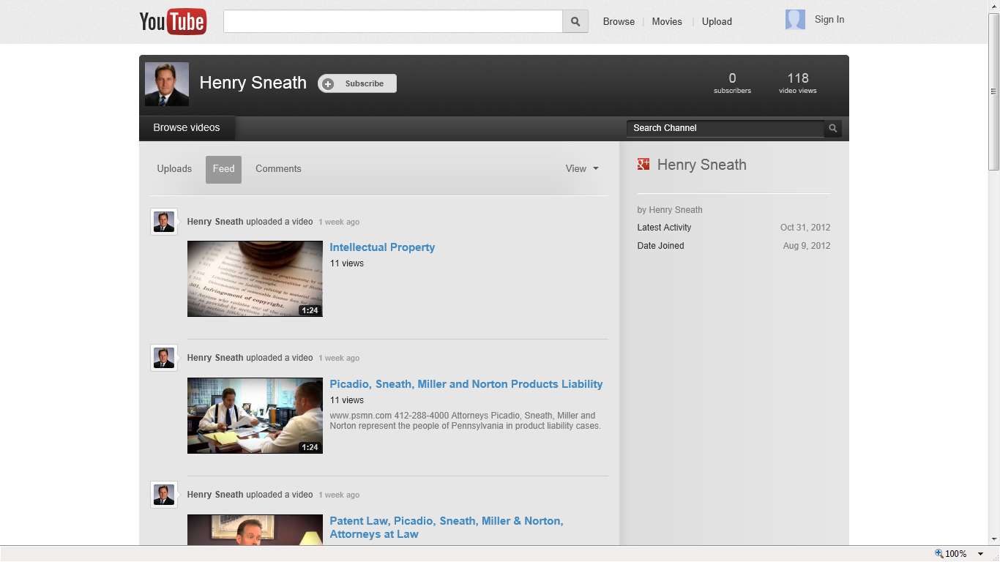 YouTube
Browse | Movies | Upload
Sign In
Henry Sneath
Subscribe
0
subscribers
118
video views
Browse videos
Search Channel
Uploads
Feed
Comments
View
Henry Sneath
by Henry Sneath
Latest Activity Oct 31, 2012
Date Joined Aug 9, 2012
Henry Sneath uploaded a video 1 week ago
Intellectual Property
11 views
501. Infringement of copyright.
1:24
Henry Sneath uploaded a video 1 week ago
Picadio, Sneath, Miller and Norton Products Liability
11 views
www.psmn.com 412-288-4000 Attorneys Picadio, Sneath, Miller and
Norton represent the people of Pennsylvania in product liability cases.
1:24
Henry Sneath uploaded a video 1 week ago
Patent Law, Picadio, Sneath, Miller & Norton,
Attorneys at Law
100%